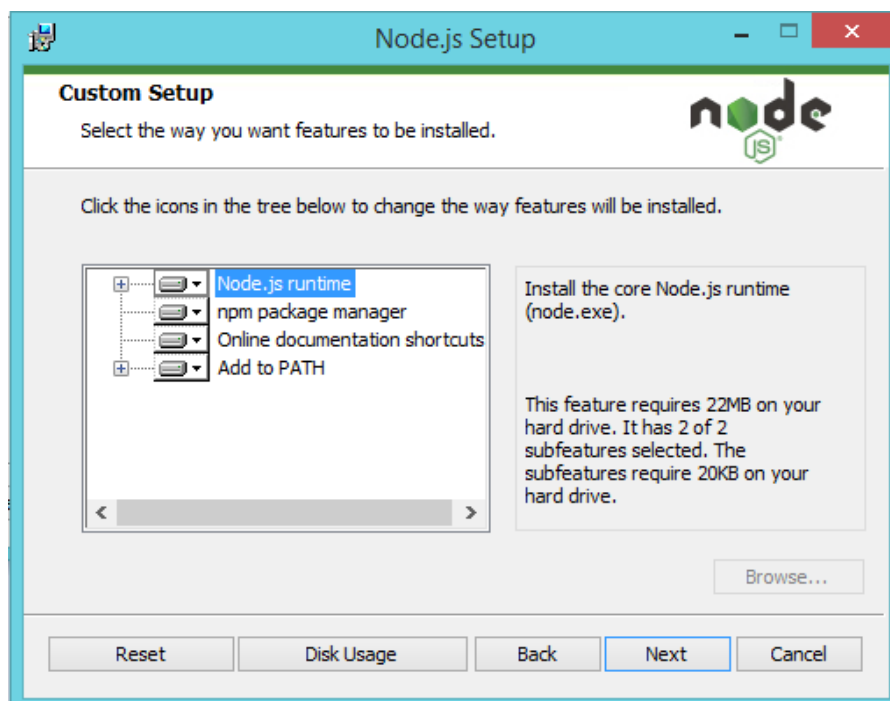 Node.js Setup
Custom Setup
Select the way you want features to be installed.
node
JS
Click the icons in the tree below to change the way features will be installed.
Node.js runtime
npm package manager
Online documentation shortcuts
Add to PATH
Install the core Node.js runtime
(node.exe).
This feature requires 22MB on your
hard drive. It has 2 of 2
subfeatures selected. The
subfeatures require 20KB on your
hard drive.
Browse...
Reset
Disk Usage
Back
Next
Cancel